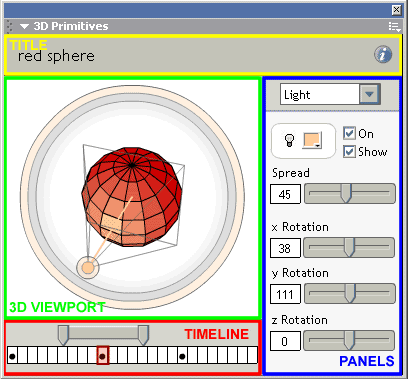 3D Primitives
TITLE
red sphere
i
Light
On
Show
Spread
45
x Rotation
38
y Rotation
111
z Rotation
0
3D VIEWPORT
TIMELINE
PANELS